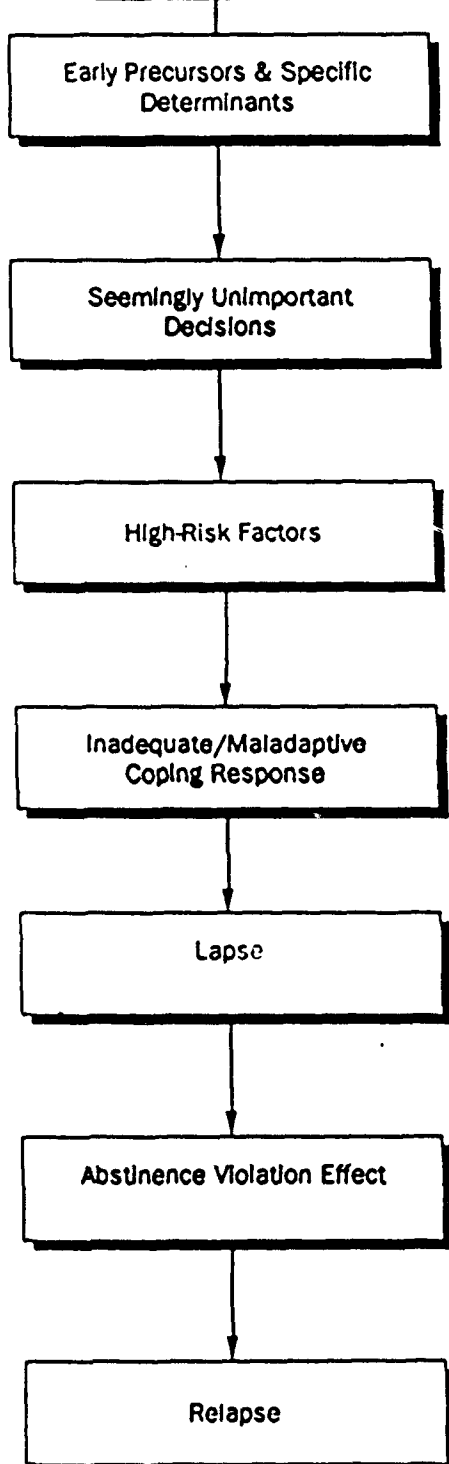 Early Precursors & Specific
Determinants
Seemingly Unimportant
Decisions
High-Risk Factors
Inadequate/Maladaptive
Coping Response
Lapse
Abstinence Violation Effect
Relapse